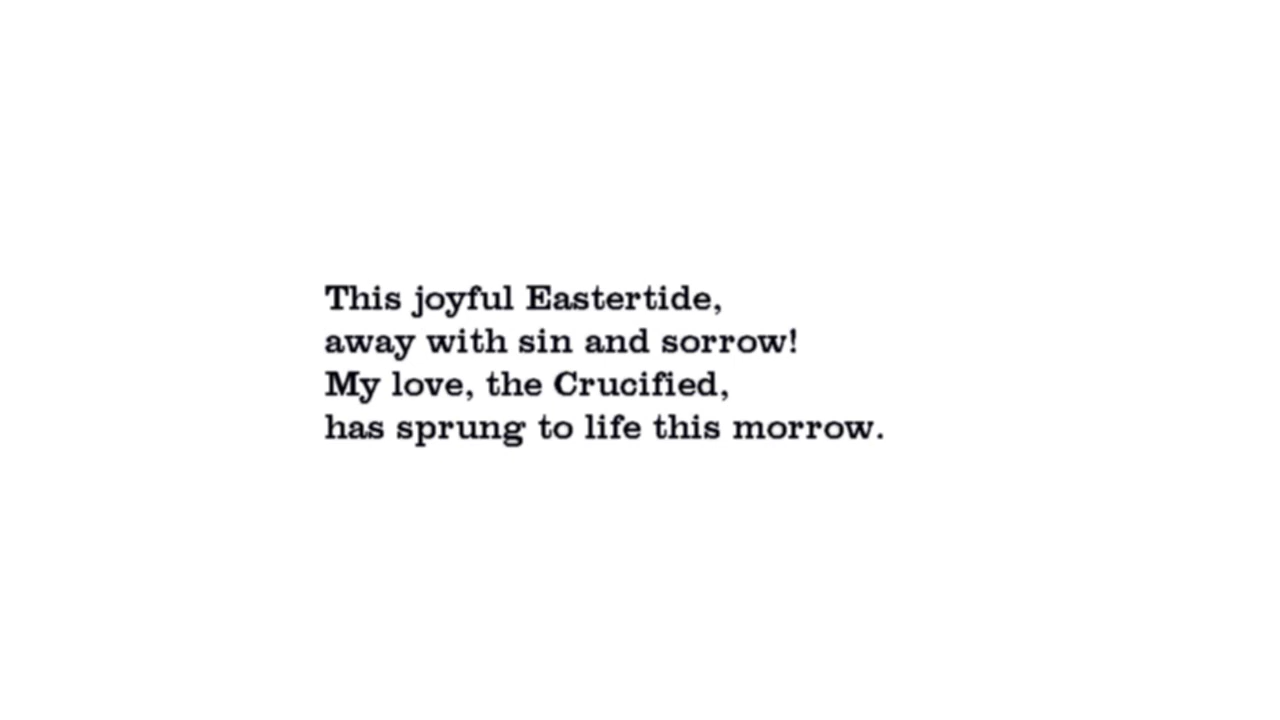 This joyful Eastertide,
away with sin and sorrow!
My love, the Crucified,
has sprung to life this morrow.